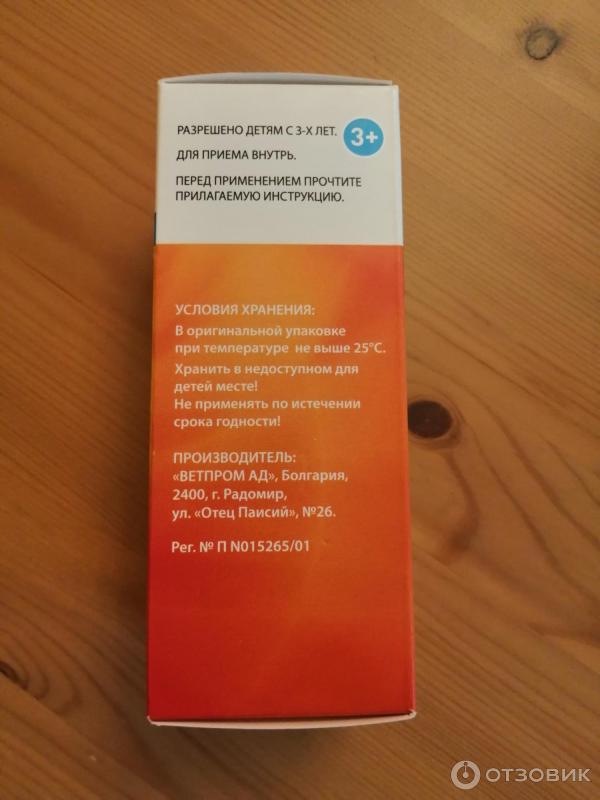 РАЗРЕШЕНО ДЕТЯМ С 3-Х ЛЕТ.
3+
ДЛЯ ПРИЕМА ВНУТРЬ.
ПЕРЕД ПРИМЕНЕНИЕМ ПРОЧТИТЕ
ПРИЛАГАЕМУЮ ИНСТРУКЦИЮ.
УСЛОВИЯ ХРАНЕНИЯ:
В оригинальной упаковке
при температуре не выше 25°С.
Хранить в недоступном для
детей месте!
Не применять по истечении
срока годности!
ПРОИЗВОДИТЕЛЬ:
«ВЕТПРОМ АД», Болгария,
2400, г. Радомир,
ул. «Отец Паисий», №26.
Рег. № П N015265/01
ОТЗОВИК